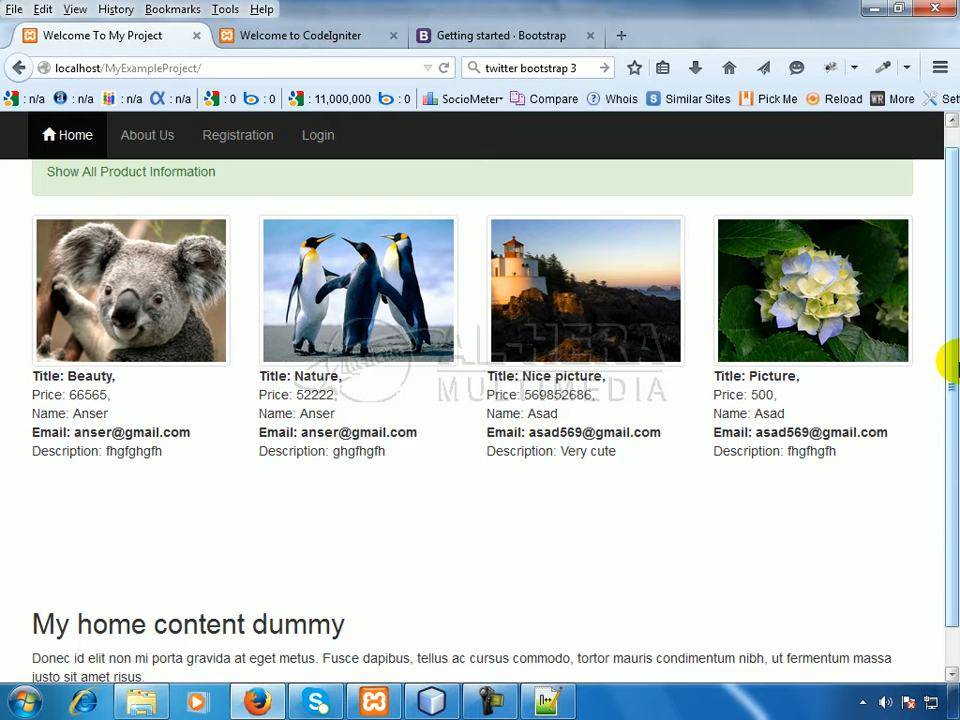 File Edit View History Bookmarks Tools Help
Welcome To My Project × Welcome to CodeIgniter × Getting started · Bootstrap × +
localhost/MyExampleProject/ twitter bootstrap 3
: n/a : n/a : n/a : n/a : 0 : 0 : 11,000,000 : 0 SocioMeter Compare Whois Similar Sites Pick Me Reload WR More Set
Home About Us Registration Login
Show All Product Information
Title: Beauty,
Price: 66565,
Name: Anser
Email: anser@gmail.com
Description: fhgfghgfh
Title: Nature,
Price: 52222,
Name: Anser
Email: anser@gmail.com
Description: ghgfhgfh
Title: Nice picture,
Price: 569852686,
Name: Asad
Email: asad569@gmail.com
Description: Very cute
Title: Picture,
Price: 500,
Name: Asad
Email: asad569@gmail.com
Description: fhgfhgfh
AL-HERA
MULTIMEDIA
My home content dummy
Donec id elit non mi porta gravida at eget metus. Fusce dapibus, tellus ac cursus commodo, tortor mauris condimentum nibh, ut fermentum massa
justo sit amet risus.